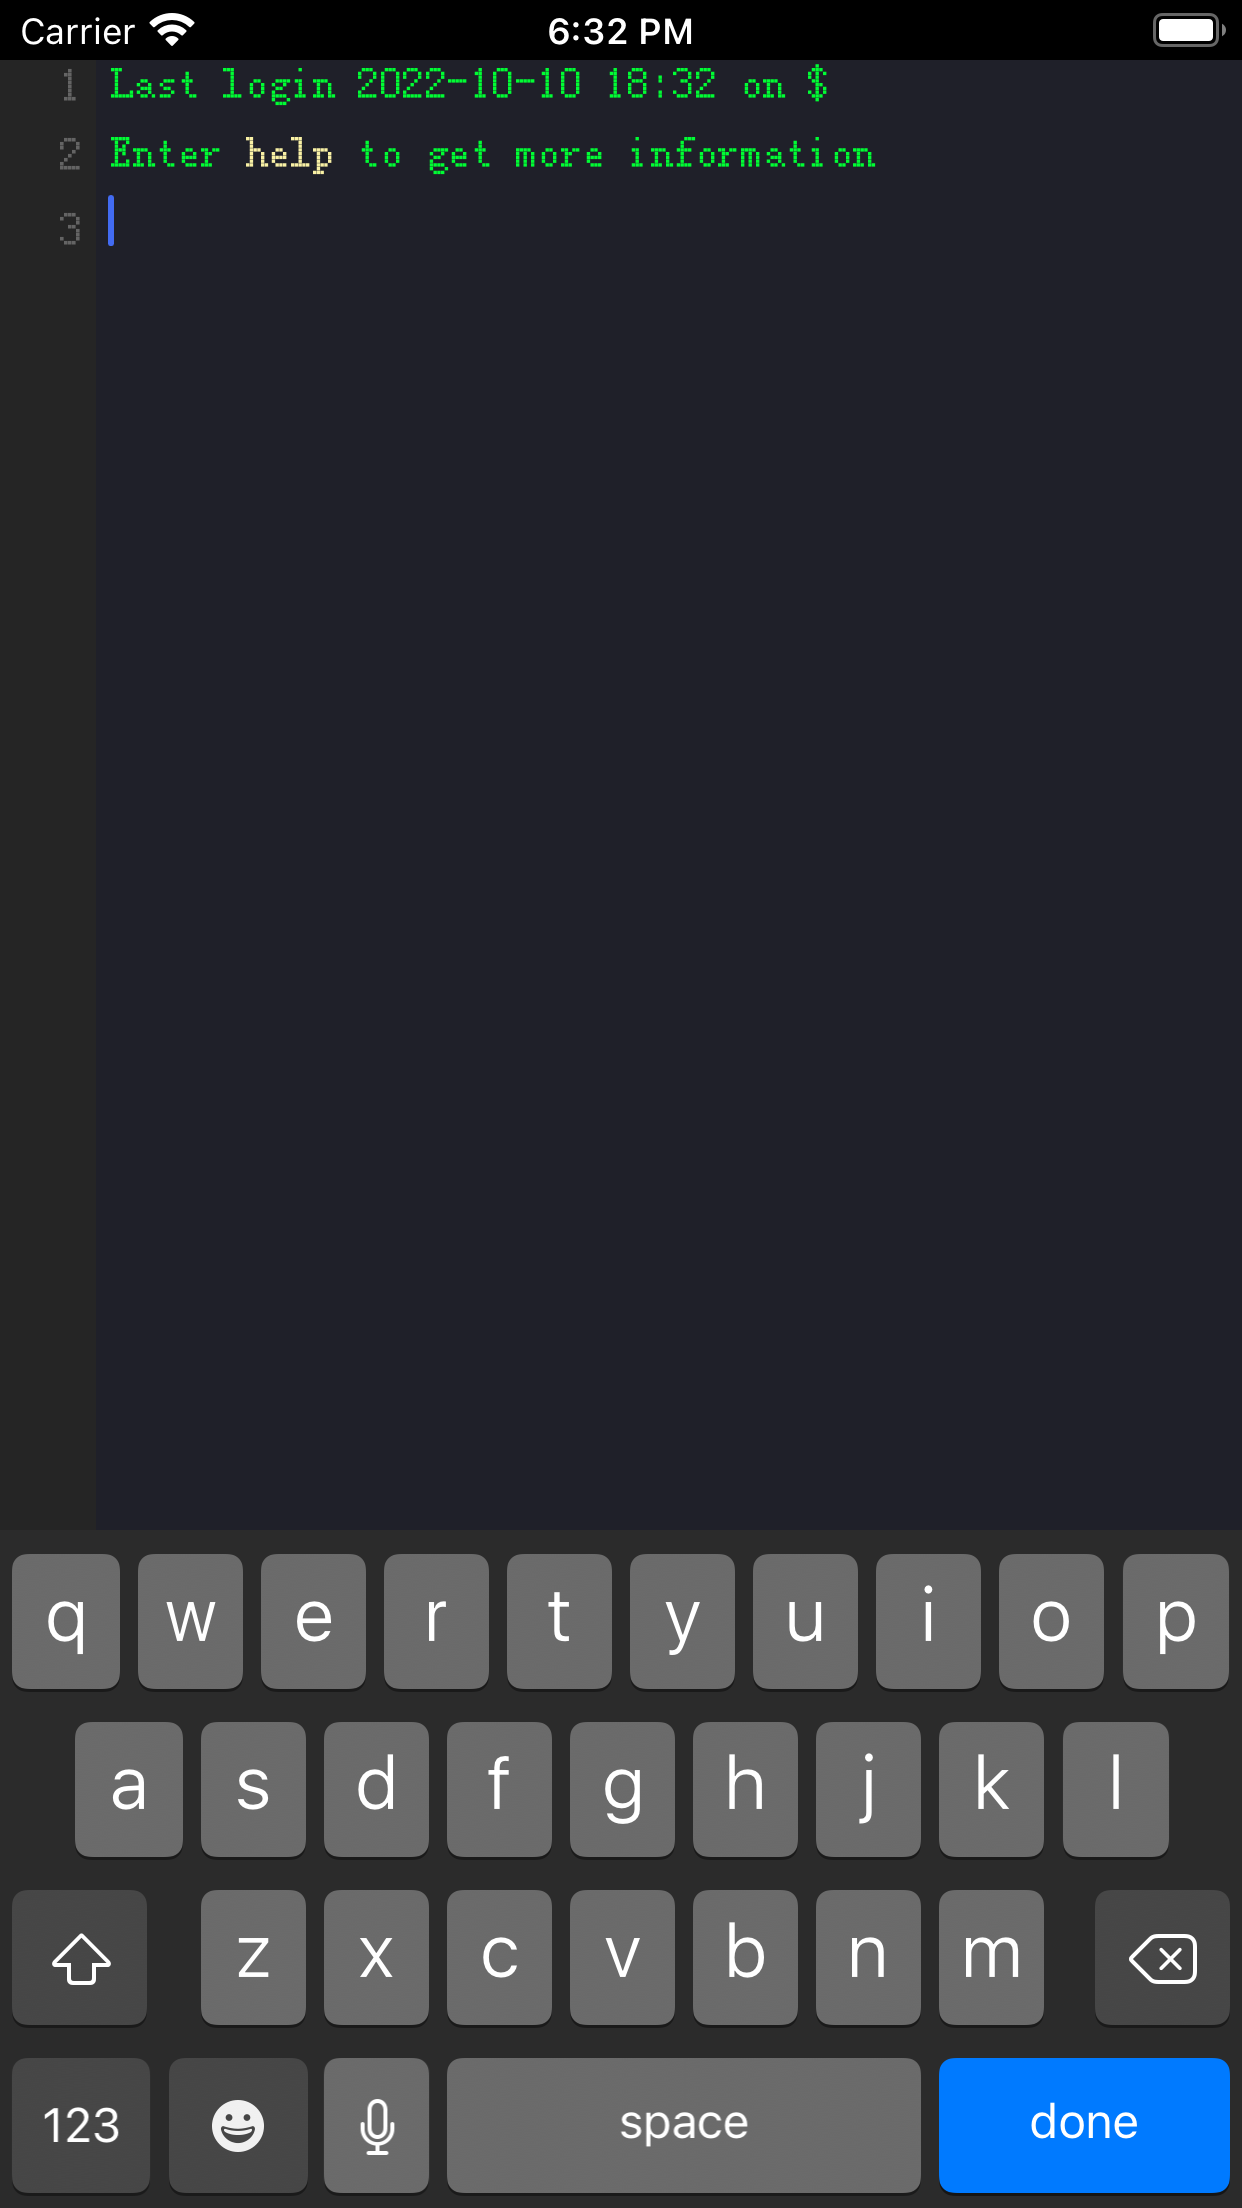 Carrier 6:32 PM
1 Last login 2022-10-10 18:32 on $
2 Enter help to get more information
3
q w e r t y u i o p
a s d f g h j k l
z x c v b n m
123 space done